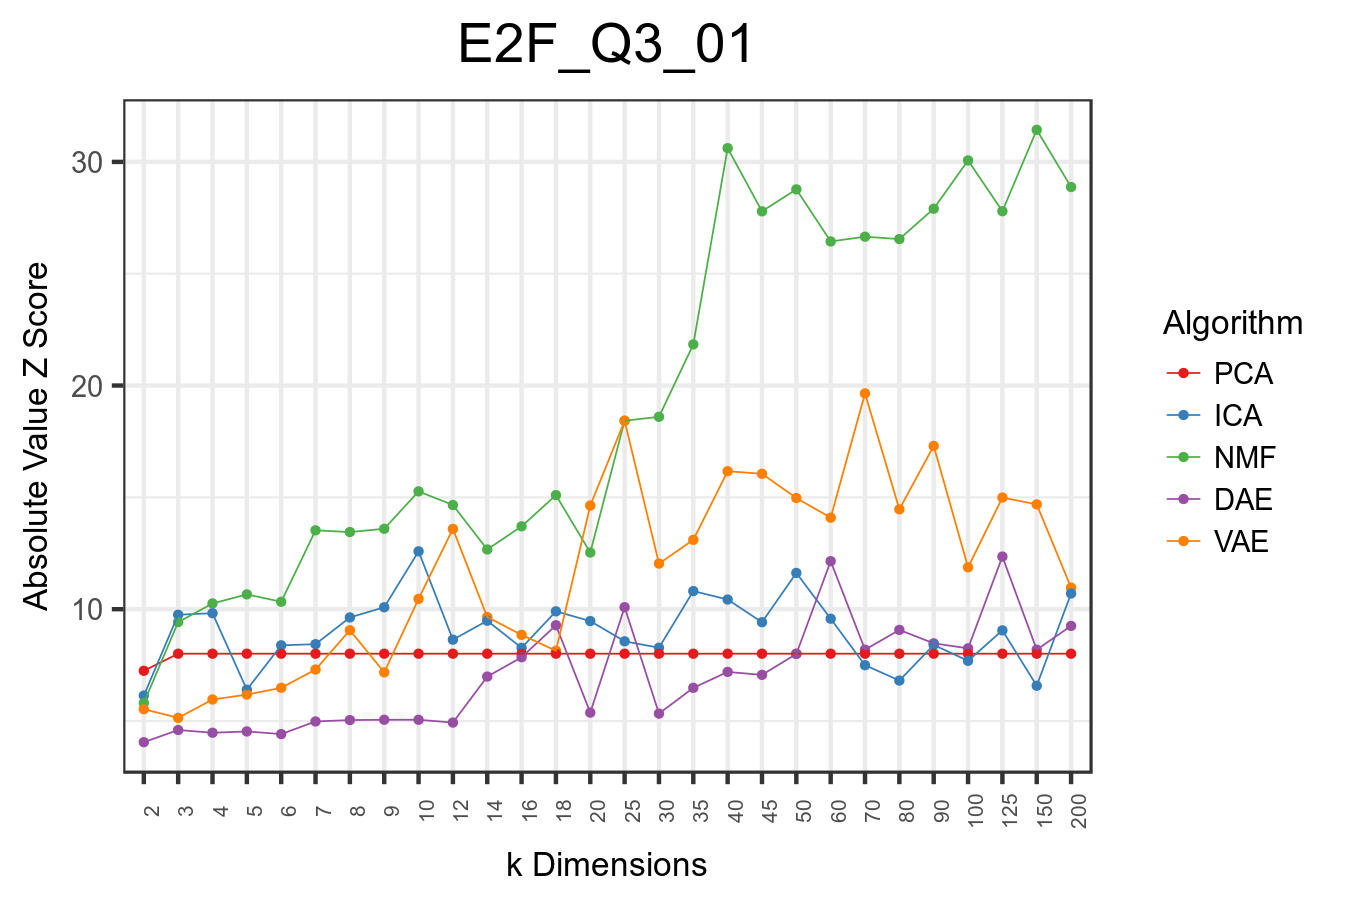 E2F_Q3_01
Absolute Value Z Score
30
20
10
2 3 4 5 6 7 8 9 10 12 14 16 18 20 25 30 35 40 45 50 60 70 80 90 100 125 150 200
k Dimensions
Algorithm
PCA
ICA
NMF
DAE
VAE